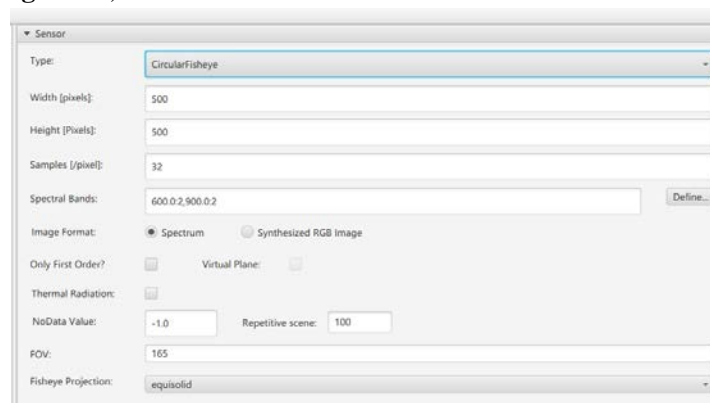 Sensor
Type: CircularFisheye
Width [pixels]: 500
Height [Pixels]: 500
Samples [/pixel]: 32
Spectral Bands: 600.0:2,900.0:2 Define...
Image Format: Spectrum Synthesized RGB Image
Only First Order? Virtual Plane:
Thermal Radiation:
NoData Value: -1.0 Repetitive scene: 100
FOV: 165
Fisheye Projection: equisolid